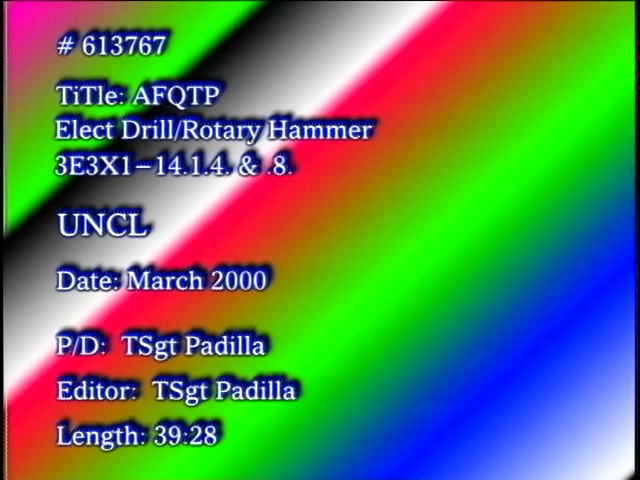 # 613767
TiTle: AFQTP
Elect Drill/Rotary Hammer
3E3X1-14.1.4. & .8.
UNCL
Date: March 2000
P/D: TSgt Padilla
Editor: TSgt Padilla
Length: 39:28